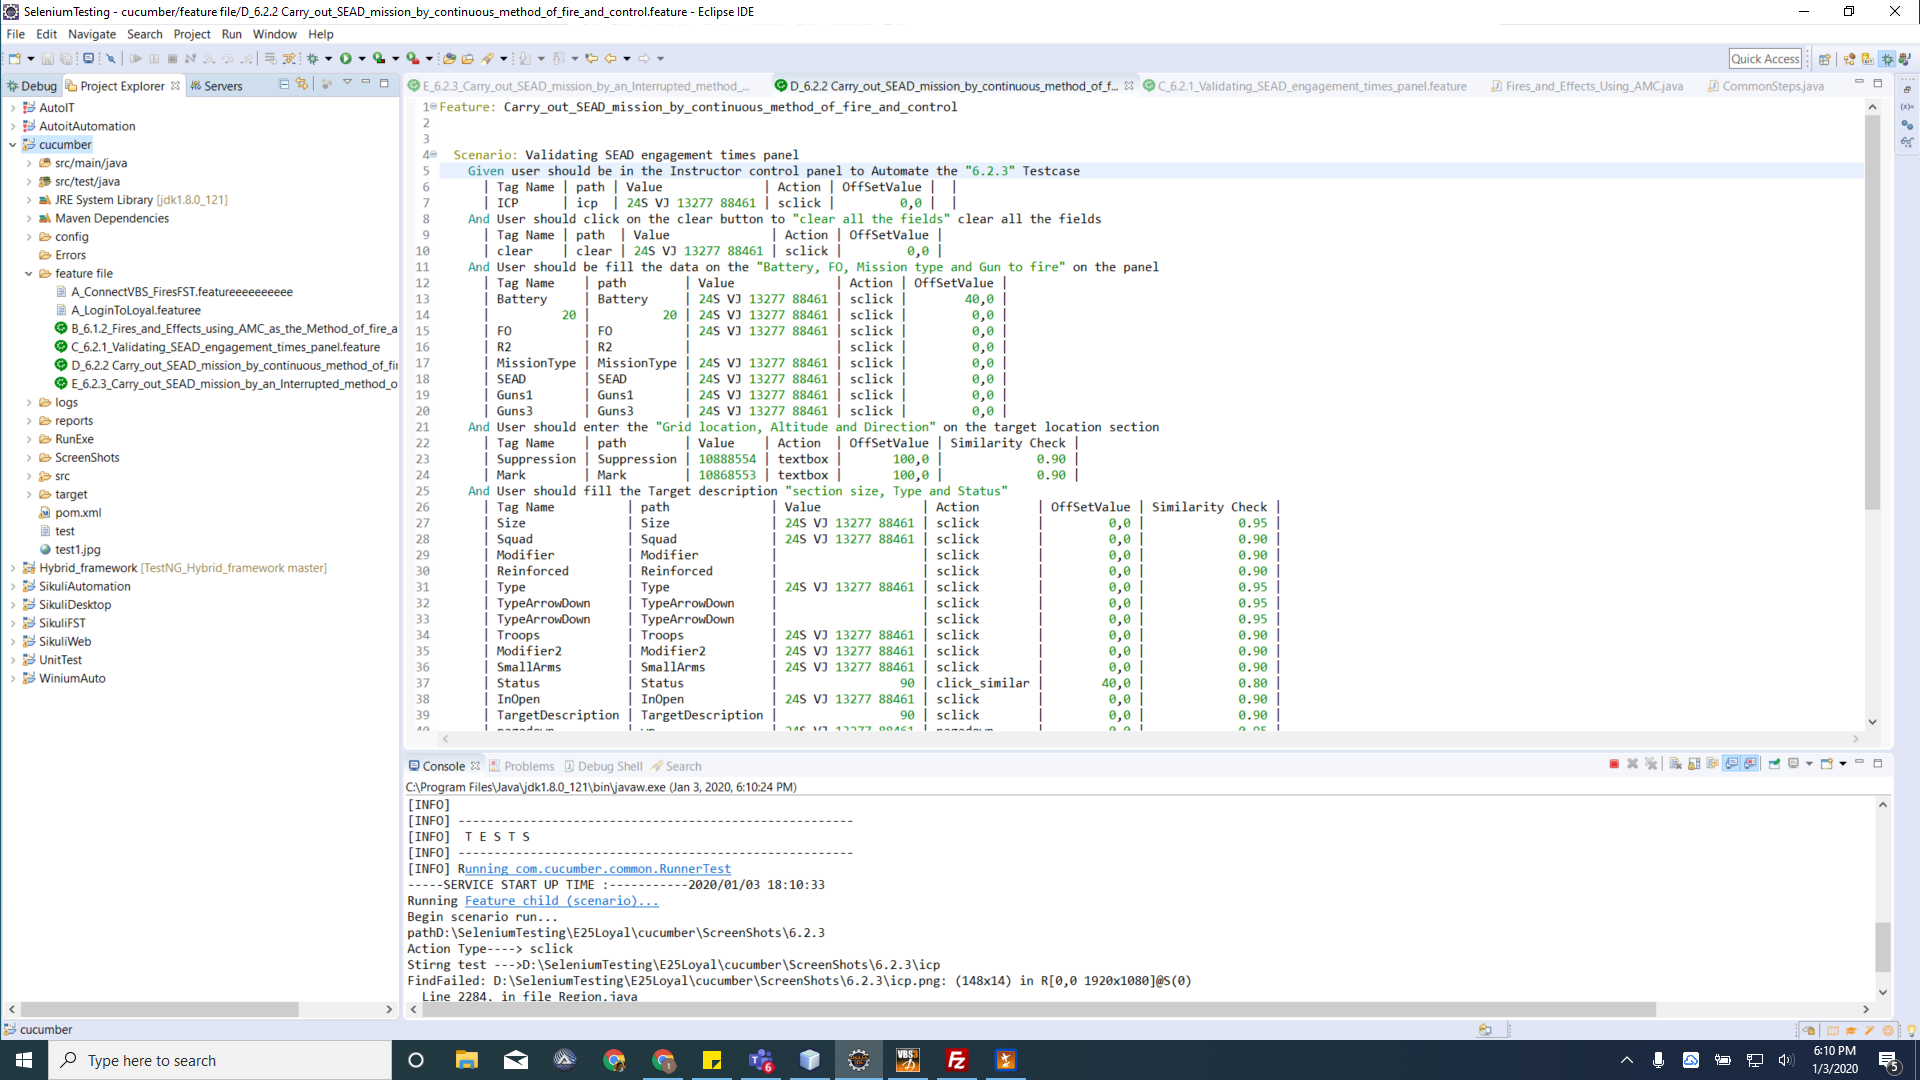 SeleniumTesting - cucumber/feature file/D_6.2.2 Carry_out_SEAD_mission_by_continuous_method_of_fire_and_control.feature - Eclipse IDE
File Edit Navigate Search Project Run Window Help
Quick Access
Debug Project Explorer Servers
AutoIT
AutoitAutomation
cucumber
src/main/java
src/test/java
JRE System Library [jdk1.8.0_121]
Maven Dependencies
config
Errors
feature file
A_ConnectVBS_FiresFST.featureeeeeeeeee
A_LoginToLoyal.featuree
B_6.1.2_Fires_and_Effects_using_AMC_as_the_Method_of_fire_a
C_6.2.1_Validating_SEAD_engagement_times_panel.feature
D_6.2.2 Carry_out_SEAD_mission_by_continuous_method_of_fi
E_6.2.3_Carry_out_SEAD_mission_by_an_Interrupted_method_o
logs
reports
RunExe
ScreenShots
src
target
pom.xml
test
test1.jpg
Hybrid_framework [TestNG_Hybrid_framework master]
SikuliAutomation
SikuliDesktop
SikuliFST
SikuliWeb
UnitTest
WiniumAuto
E_6.2.3_Carry_out_SEAD_mission_by_an_Interrupted_method_... D_6.2.2 Carry_out_SEAD_mission_by_continuous_method_of_f... C_6.2.1_Validating_SEAD_engagement_times_panel.feature Fires_and_Effects_Using_AMC.java CommonSteps.java
1 Feature: Carry_out_SEAD_mission_by_continuous_method_of_fire_and_control
2
3
4 Scenario: Validating SEAD engagement times panel
5 Given user should be in the Instructor control panel to Automate the "6.2.3" Testcase
6 | Tag Name | path | Value | Action | OffSetValue | |
7 | ICP | icp | 24S VJ 13277 88461 | sclick | 0,0 | |
8 And User should click on the clear button to "clear all the fields" clear all the fields
9 | Tag Name | path | Value | Action | OffSetValue |
10 | clear | clear | 24S VJ 13277 88461 | sclick | 0,0 |
11 And User should be fill the data on the "Battery, FO, Mission type and Gun to fire" on the panel
12 | Tag Name | path | Value | Action | OffSetValue |
13 | Battery | Battery | 24S VJ 13277 88461 | sclick | 40,0 |
14 | 20 | 20 | 24S VJ 13277 88461 | sclick | 0,0 |
15 | FO | FO | 24S VJ 13277 88461 | sclick | 0,0 |
16 | R2 | R2 | | sclick | 0,0 |
17 | MissionType | MissionType | 24S VJ 13277 88461 | sclick | 0,0 |
18 | SEAD | SEAD | 24S VJ 13277 88461 | sclick | 0,0 |
19 | Guns1 | Guns1 | 24S VJ 13277 88461 | sclick | 0,0 |
20 | Guns3 | Guns3 | 24S VJ 13277 88461 | sclick | 0,0 |
21 And User should enter the "Grid location, Altitude and Direction" on the target location section
22 | Tag Name | path | Value | Action | OffSetValue | Similarity Check |
23 | Suppression | Suppression | 10888554 | textbox | 100,0 | 0.90 |
24 | Mark | Mark | 10868553 | textbox | 100,0 | 0.90 |
25 And User should fill the Target description "section size, Type and Status"
26 | Tag Name | path | Value | Action | OffSetValue | Similarity Check |
27 | Size | Size | 24S VJ 13277 88461 | sclick | 0,0 | 0.95 |
28 | Squad | Squad | 24S VJ 13277 88461 | sclick | 0,0 | 0.90 |
29 | Modifier | Modifier | | sclick | 0,0 | 0.90 |
30 | Reinforced | Reinforced | | sclick | 0,0 | 0.90 |
31 | Type | Type | 24S VJ 13277 88461 | sclick | 0,0 | 0.95 |
32 | TypeArrowDown | TypeArrowDown | | sclick | 0,0 | 0.95 |
33 | TypeArrowDown | TypeArrowDown | | sclick | 0,0 | 0.95 |
34 | Troops | Troops | 24S VJ 13277 88461 | sclick | 0,0 | 0.90 |
35 | Modifier2 | Modifier2 | 24S VJ 13277 88461 | sclick | 0,0 | 0.90 |
36 | SmallArms | SmallArms | 24S VJ 13277 88461 | sclick | 0,0 | 0.90 |
37 | Status | Status | 90 | click_similar | 40,0 | 0.80 |
38 | InOpen | InOpen | 24S VJ 13277 88461 | sclick | 0,0 | 0.90 |
39 | TargetDescription | TargetDescription | 90 | sclick | 0,0 | 0.90 |
Console Problems Debug Shell Search
C:\Program Files\Java\jdk1.8.0_121\bin\javaw.exe (Jan 3, 2020, 6:10:24 PM)
[INFO]
[INFO] -------------------------------------------------------
[INFO] T E S T S
[INFO] -------------------------------------------------------
[INFO] Running com.cucumber.common.RunnerTest
-----SERVICE START UP TIME :-----------2020/01/03 18:10:33
Running Feature child (scenario)...
Begin scenario run...
pathD:\SeleniumTesting\E25Loyal\cucumber\ScreenShots\6.2.3
Action Type----> sclick
Stirng test --->D:\SeleniumTesting\E25Loyal\cucumber\ScreenShots\6.2.3\icp
FindFailed: D:\SeleniumTesting\E25Loyal\cucumber\ScreenShots\6.2.3\icp.png: (148x14) in R[0,0 1920x1080]@S(0)
Line 2284, in file Region.java
cucumber
Type here to search
6:10 PM
1/3/2020